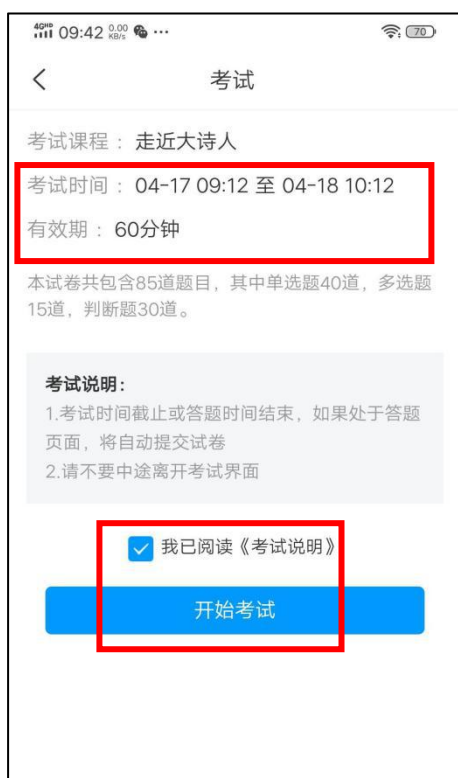 4GHD 09:42 0.00 KB/s ... 70
考试
考试课程：走近大诗人
考试时间：04-17 09:12 至 04-18 10:12
有效期：60分钟
本试卷共包含85道题目，其中单选题40道，多选题
15道，判断题30道。
考试说明：
1.考试时间截止或答题时间结束，如果处于答题
页面，将自动提交试卷
2.请不要中途离开考试界面
我已阅读《考试说明》
开始考试